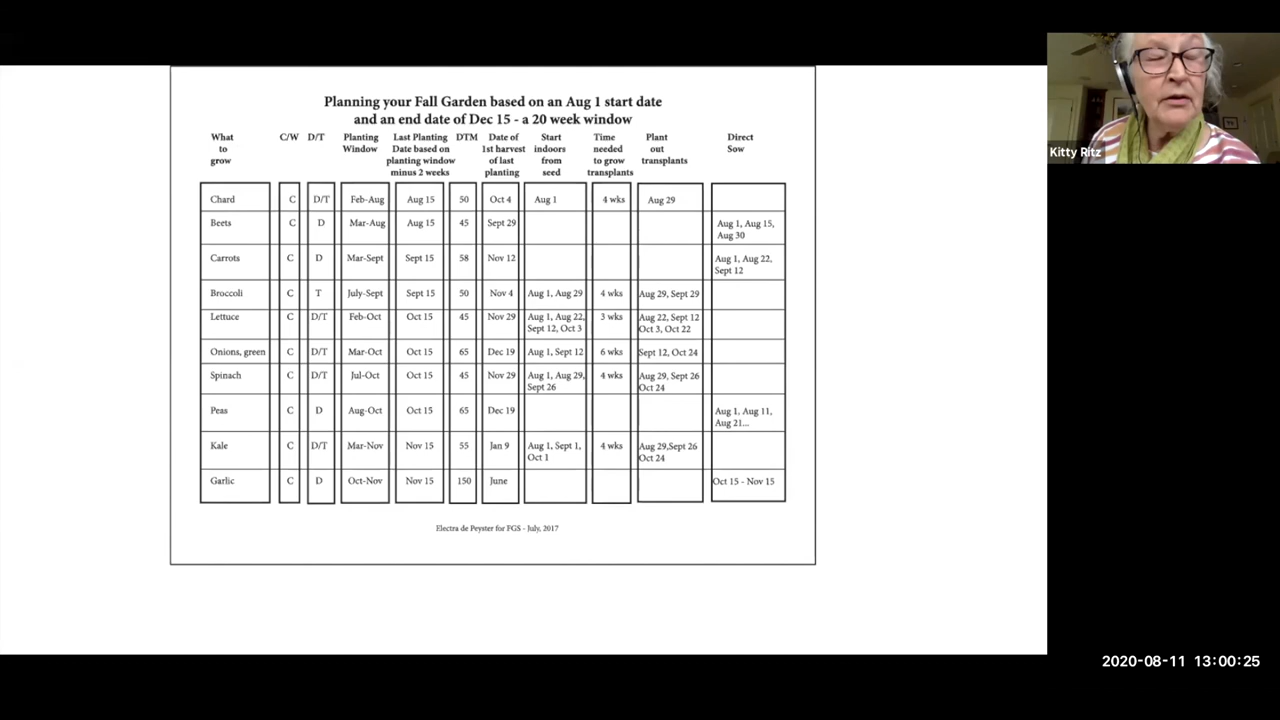 Planning your Fall Garden based on an Aug 1 start date
and an end date of Dec 15 - a 20 week window
What to grow C/W D/T Planting Window Last Planting Date based on planting window minus 2 weeks DTM Date of 1st harvest of last planting Start indoors from seed Time needed to grow transplants Plant out transplants Direct Sow
Chard C D/T Feb-Aug Aug 15 50 Oct 4 Aug 1 4 wks Aug 29
Beets C D Mar-Aug Aug 15 45 Sept 29 Aug 1, Aug 15, Aug 30
Carrots C D Mar-Sept Sept 15 58 Nov 12 Aug 1, Aug 22, Sept 12
Broccoli C T July-Sept Sept 15 50 Nov 4 Aug 1, Aug 29 4 wks Aug 29, Sept 29
Lettuce C D/T Feb-Oct Oct 15 45 Nov 29 Aug 1, Aug 22, Sept 12, Oct 3 3 wks Aug 22, Sept 12 Oct 3, Oct 22
Onions, green C D/T Mar-Oct Oct 15 65 Dec 19 Aug 1, Sept 12 6 wks Sept 12, Oct 24
Spinach C D/T Jul-Oct Oct 15 45 Nov 29 Aug 1, Aug 29, Sept 26 4 wks Aug 29, Sept 26 Oct 24
Peas C D Aug-Oct Oct 15 65 Dec 19 Aug 1, Aug 11, Aug 21...
Kale C D/T Mar-Nov Nov 15 55 Jan 9 Aug 1, Sept 1, Oct 1 4 wks Aug 29,Sept 26 Oct 24
Garlic C D Oct-Nov Nov 15 150 June Oct 15 - Nov 15
Electra de Peyster for FGS - July, 2017
Kitty Ritz
2020-08-11 13:00:25